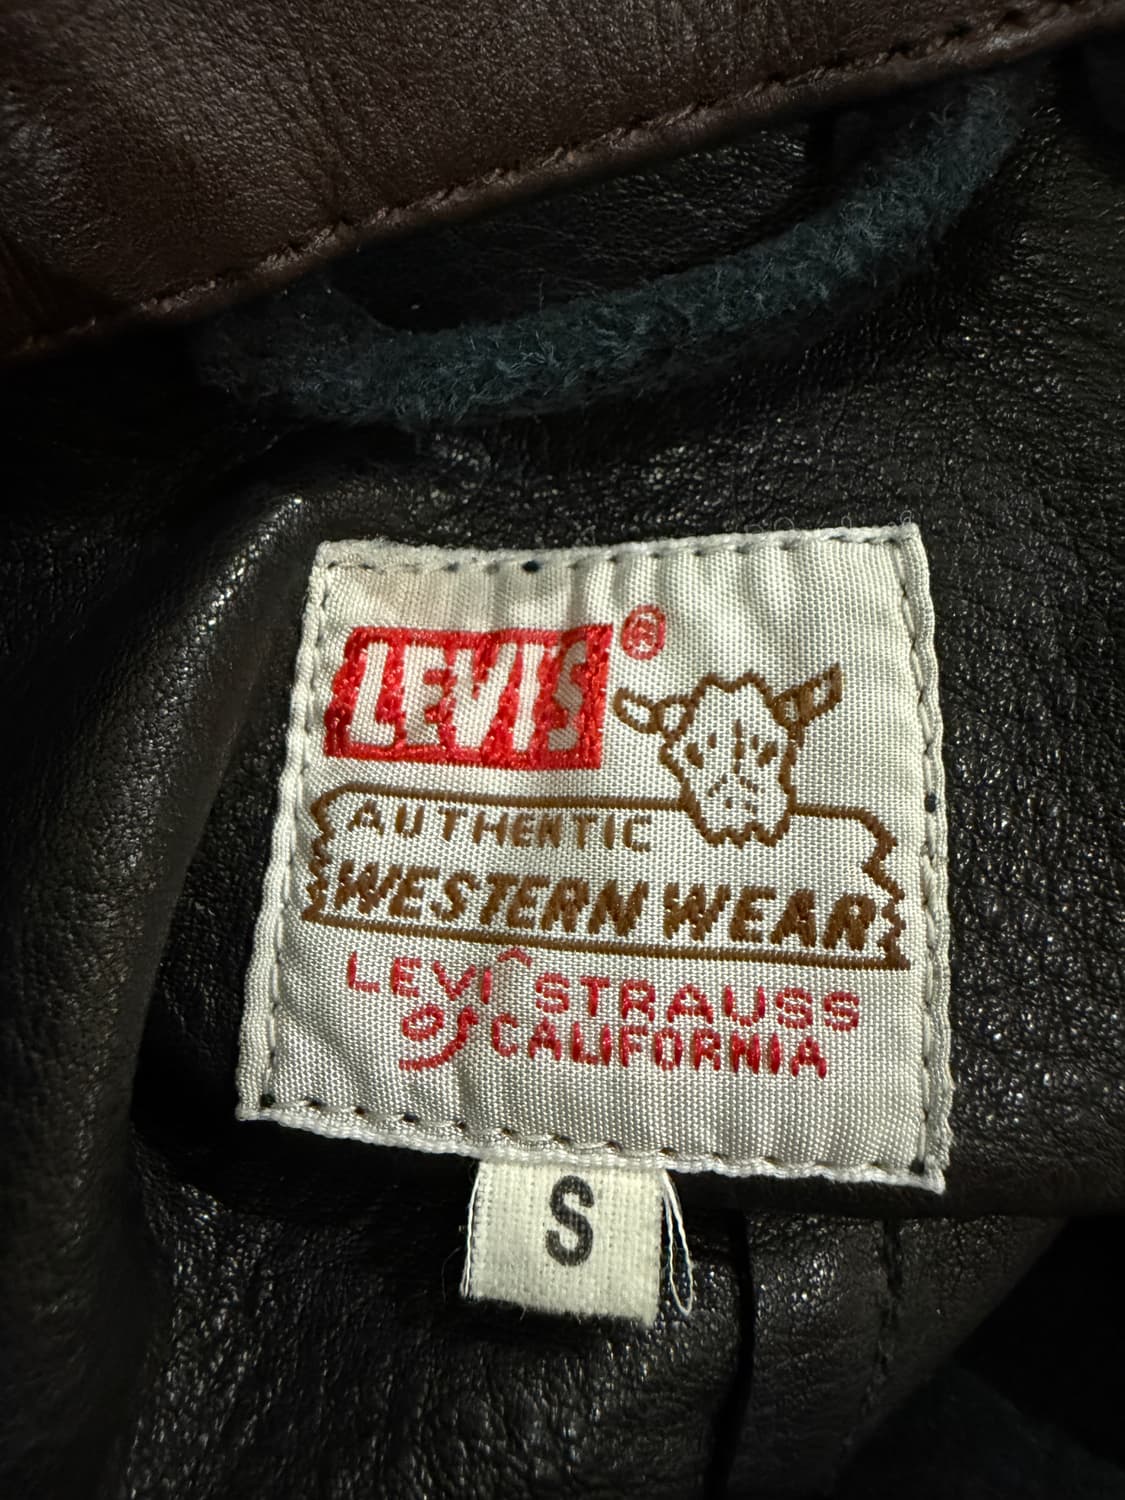 LEVI'S ®
AUTHENTIC
WESTERN WEAR
LEVI STRAUSS
of CALIFORNIA
S